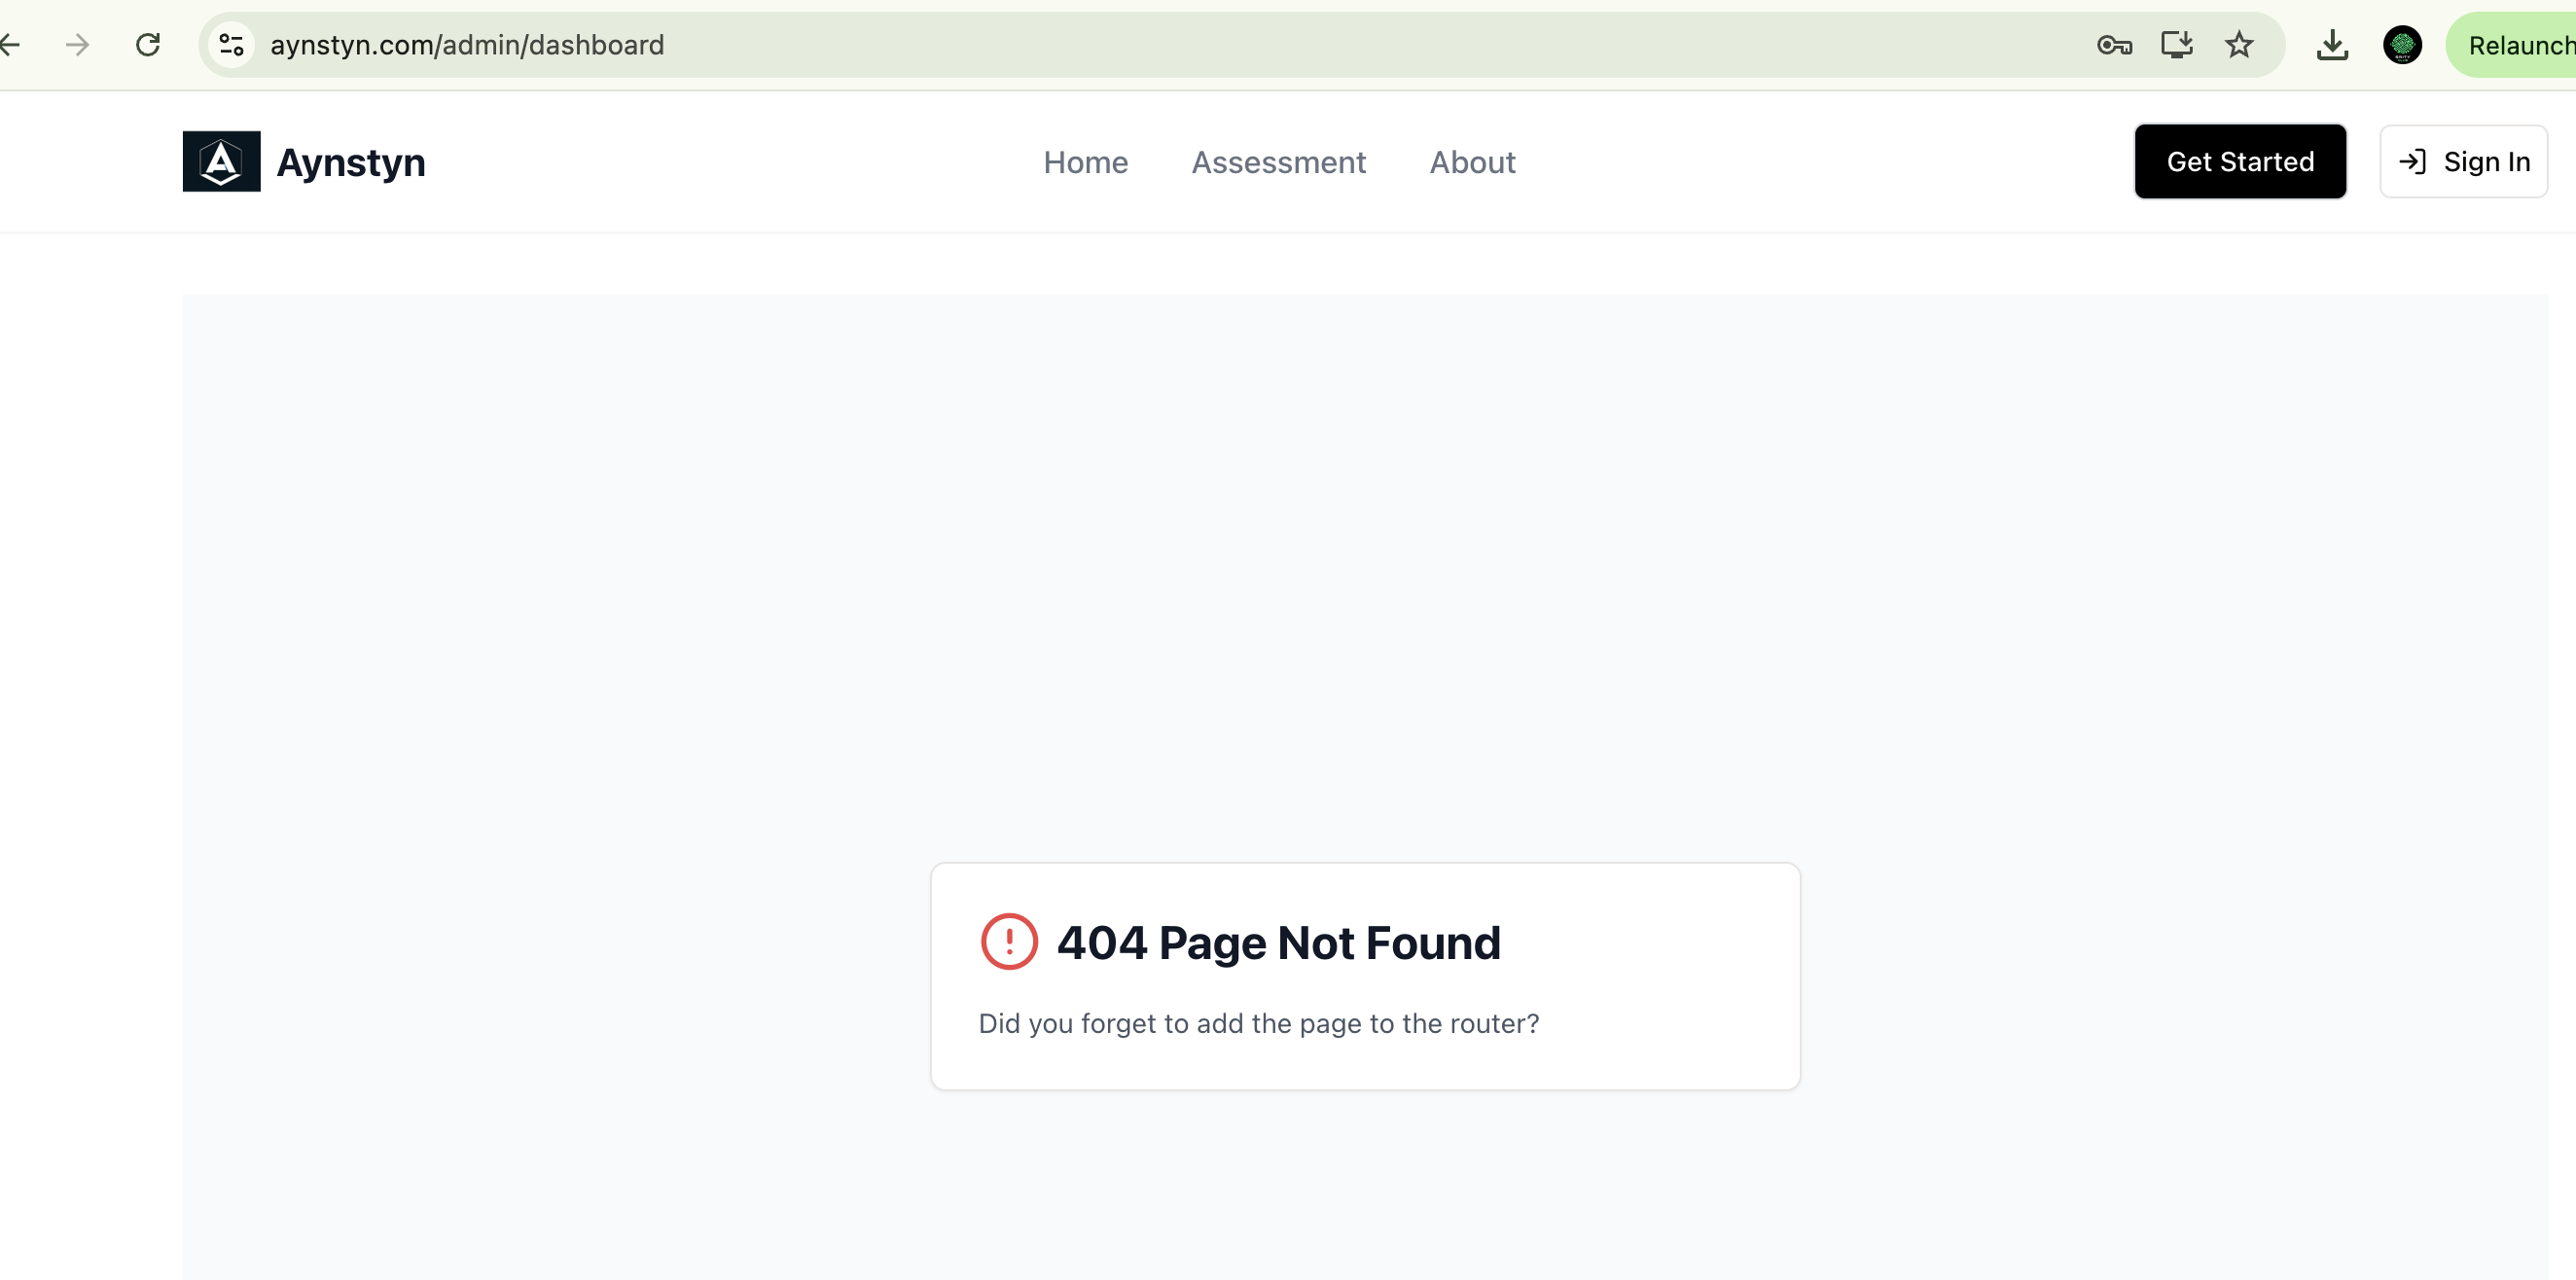 aynstyn.com/admin/dashboard
Relaunch
Aynstyn
Home
Assessment
About
Get Started
Sign In
404 Page Not Found
Did you forget to add the page to the router?